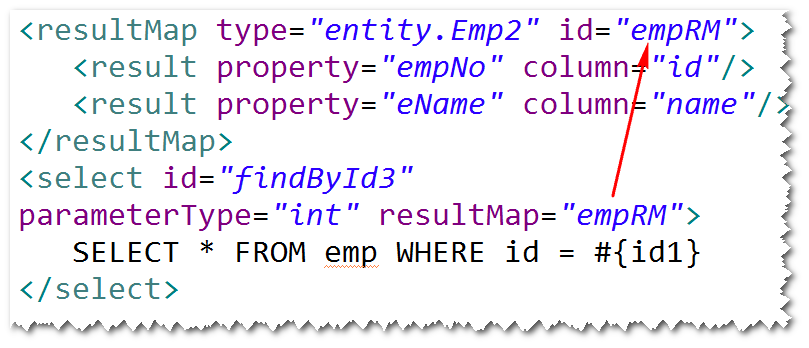 <resultMap type="entity.Emp2" id="empRM">
<result property="empNo" column="id"/>
<result property="eName" column="name"/>
</resultMap>
<select id="findById3"
parameterType="int" resultMap="empRM">
SELECT * FROM emp WHERE id = #{id1}
</select>